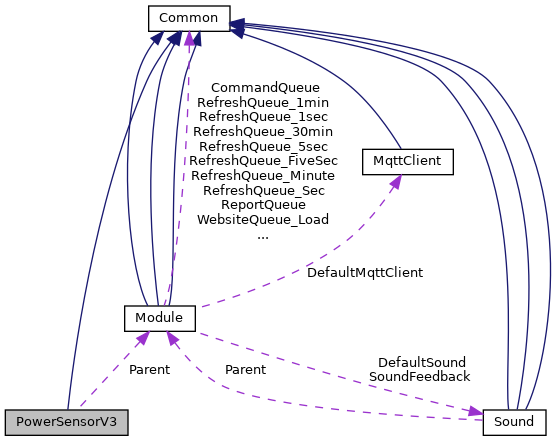 Common
CommandQueue
RefreshQueue_1min
RefreshQueue_1sec
RefreshQueue_30min
RefreshQueue_5sec
RefreshQueue_FiveSec
RefreshQueue_Minute
RefreshQueue_Sec
ReportQueue
WebsiteQueue_Load
...
MqttClient
DefaultMqttClient
Module
Parent
Parent
DefaultSound
SoundFeedback
PowerSensorV3
Sound